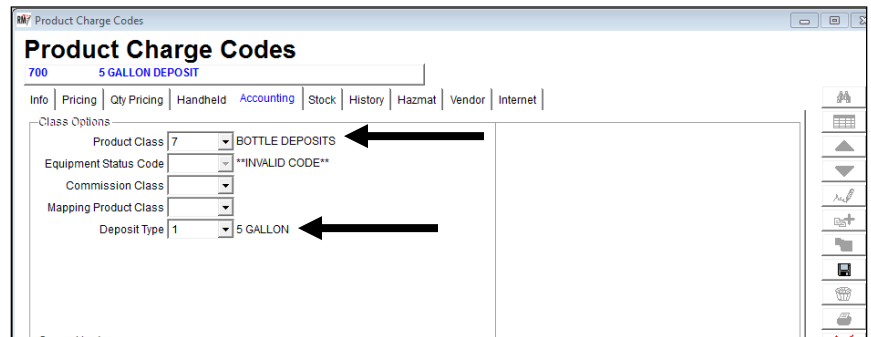 RMA Product Charge Codes
Product Charge Codes
700 5 GALLON DEPOSIT
Info Pricing Qty Pricing Handheld Accounting Stock History Hazmat Vendor Internet
Class Options
Product Class 7 BOTTLE DEPOSITS
Equipment Status Code **INVALID CODE**
Commission Class
Mapping Product Class
Deposit Type 1 5 GALLON